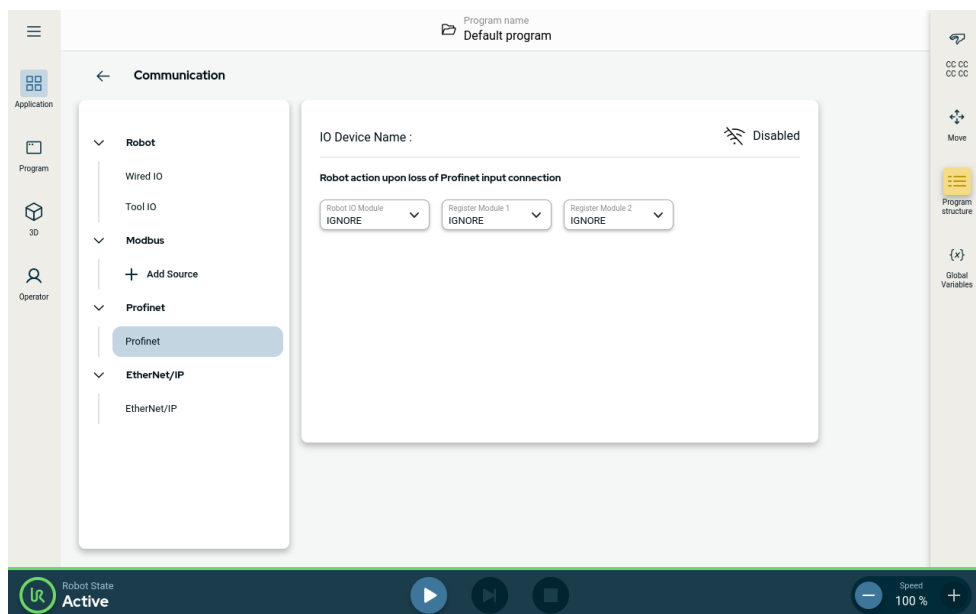 Program name
Default program
Communication
Application
Program
3D
Operator
Robot
Wired IO
Tool IO
Modbus
Add Source
Profinet
Profinet
EtherNet/IP
EtherNet/IP
IO Device Name :
Disabled
Robot action upon loss of Profinet input connection
Robot IO Module
IGNORE
Register Module 1
IGNORE
Register Module 2
IGNORE
CC CC
CC CC
Move
Program
structure
{x}
Global
Variables
UR
Robot State
Active
Speed
100 %